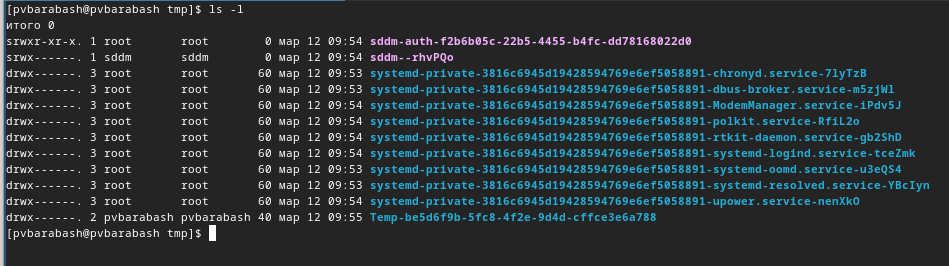 [pvbarabash@pvbarabash tmp]$ ls -l
итого 0
srwxr-xr-x. 1 root       root        0 мар 12 09:54 sddm-auth-f2b6b05c-22b5-4455-b4fc-dd78168022d0
srwx------. 1 sddm       sddm        0 мар 12 09:54 sddm--rhvPQo
drwx------. 3 root       root       60 мар 12 09:53 systemd-private-3816c6945d19428594769e6ef5058891-chronyd.service-7lyTzB
drwx------. 3 root       root       60 мар 12 09:53 systemd-private-3816c6945d19428594769e6ef5058891-dbus-broker.service-m5zjWl
drwx------. 3 root       root       60 мар 12 09:54 systemd-private-3816c6945d19428594769e6ef5058891-ModemManager.service-iPdv5J
drwx------. 3 root       root       60 мар 12 09:54 systemd-private-3816c6945d19428594769e6ef5058891-polkit.service-RfiL2o
drwx------. 3 root       root       60 мар 12 09:54 systemd-private-3816c6945d19428594769e6ef5058891-rtkit-daemon.service-gb2ShD
drwx------. 3 root       root       60 мар 12 09:54 systemd-private-3816c6945d19428594769e6ef5058891-systemd-logind.service-tceZmk
drwx------. 3 root       root       60 мар 12 09:53 systemd-private-3816c6945d19428594769e6ef5058891-systemd-oomd.service-u3eQS4
drwx------. 3 root       root       60 мар 12 09:53 systemd-private-3816c6945d19428594769e6ef5058891-systemd-resolved.service-YBcIyn
drwx------. 3 root       root       60 мар 12 09:54 systemd-private-3816c6945d19428594769e6ef5058891-upower.service-nenXkO
drwx------. 2 pvbarabash pvbarabash 40 мар 12 09:55 Temp-be5d6f9b-5fc8-4f2e-9d4d-cffce3e6a788
[pvbarabash@pvbarabash tmp]$